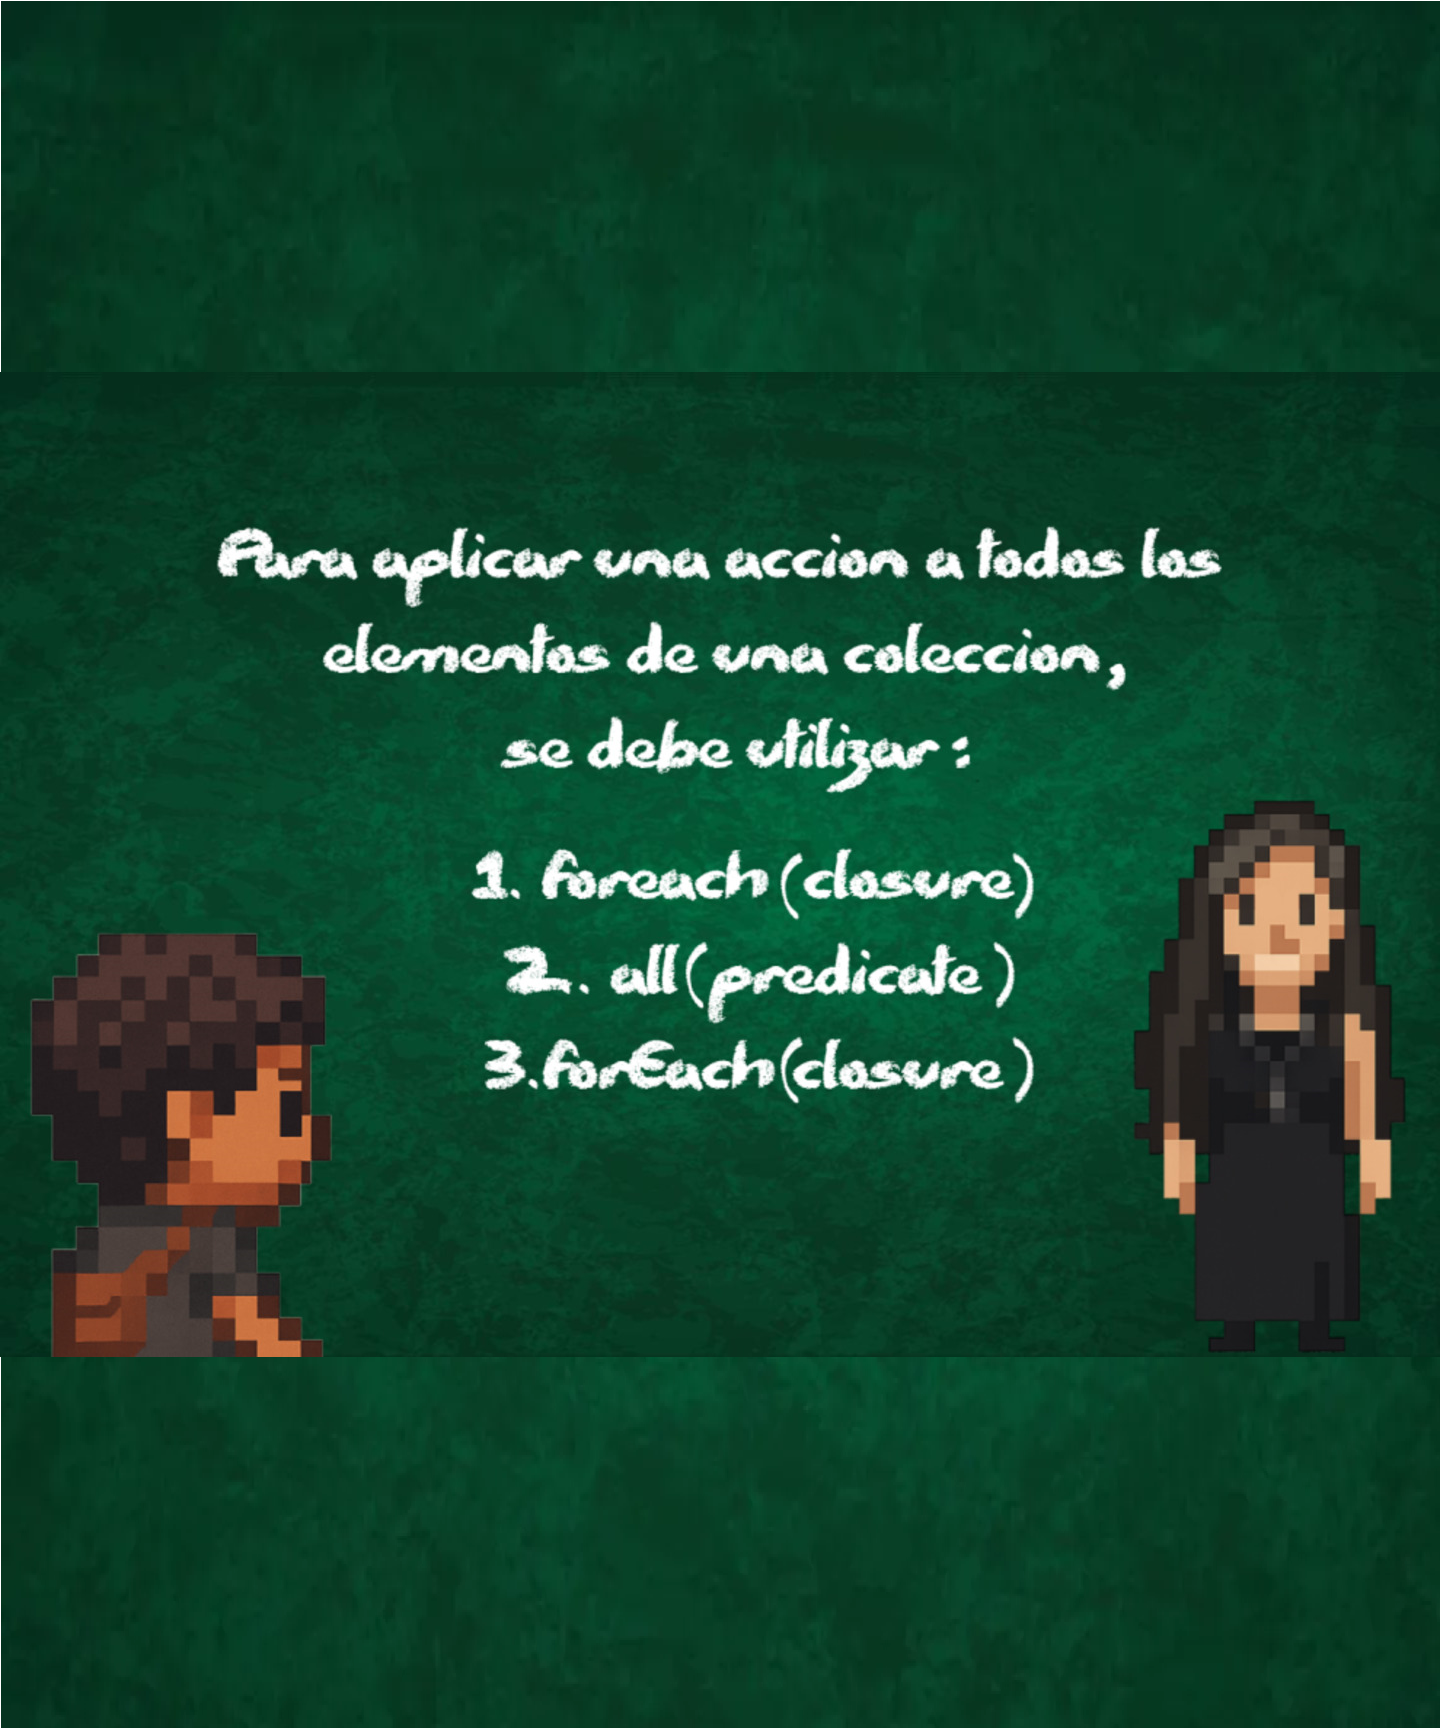 Para aplicar una accion a todos los
elementos de una coleccion,
se debe utilizar :
1. foreach (closure)
2. all (predicate )
3.forEach(closure )